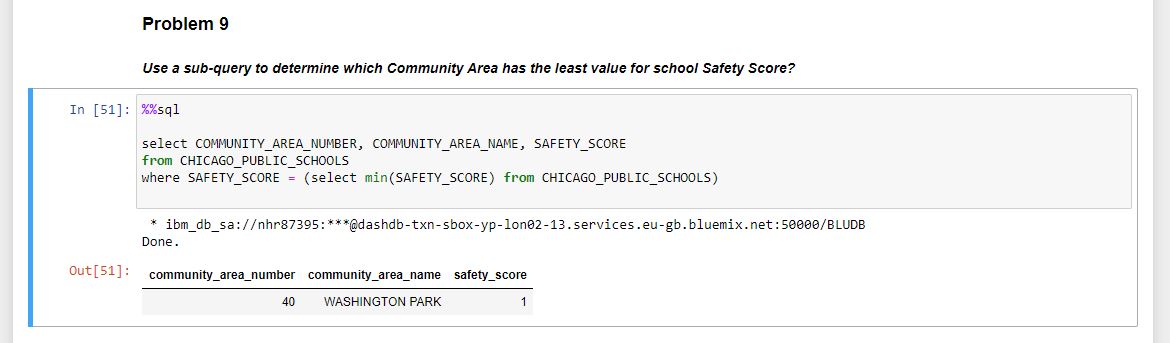 Problem 9
Use a sub-query to determine which Community Area has the least value for school Safety Score?
In [51]: %%sql
select COMMUNITY_AREA_NUMBER, COMMUNITY_AREA_NAME, SAFETY_SCORE
from CHICAGO_PUBLIC_SCHOOLS
where SAFETY_SCORE = (select min(SAFETY_SCORE) from CHICAGO_PUBLIC_SCHOOLS)
* ibm_db_sa://nhr87395:***@dashdb-txn-sbox-yp-lon02-13.services.eu-gb.bluemix.net:50000/BLUDB
Done.
Out[51]: community_area_number community_area_name safety_score
40 WASHINGTON PARK 1